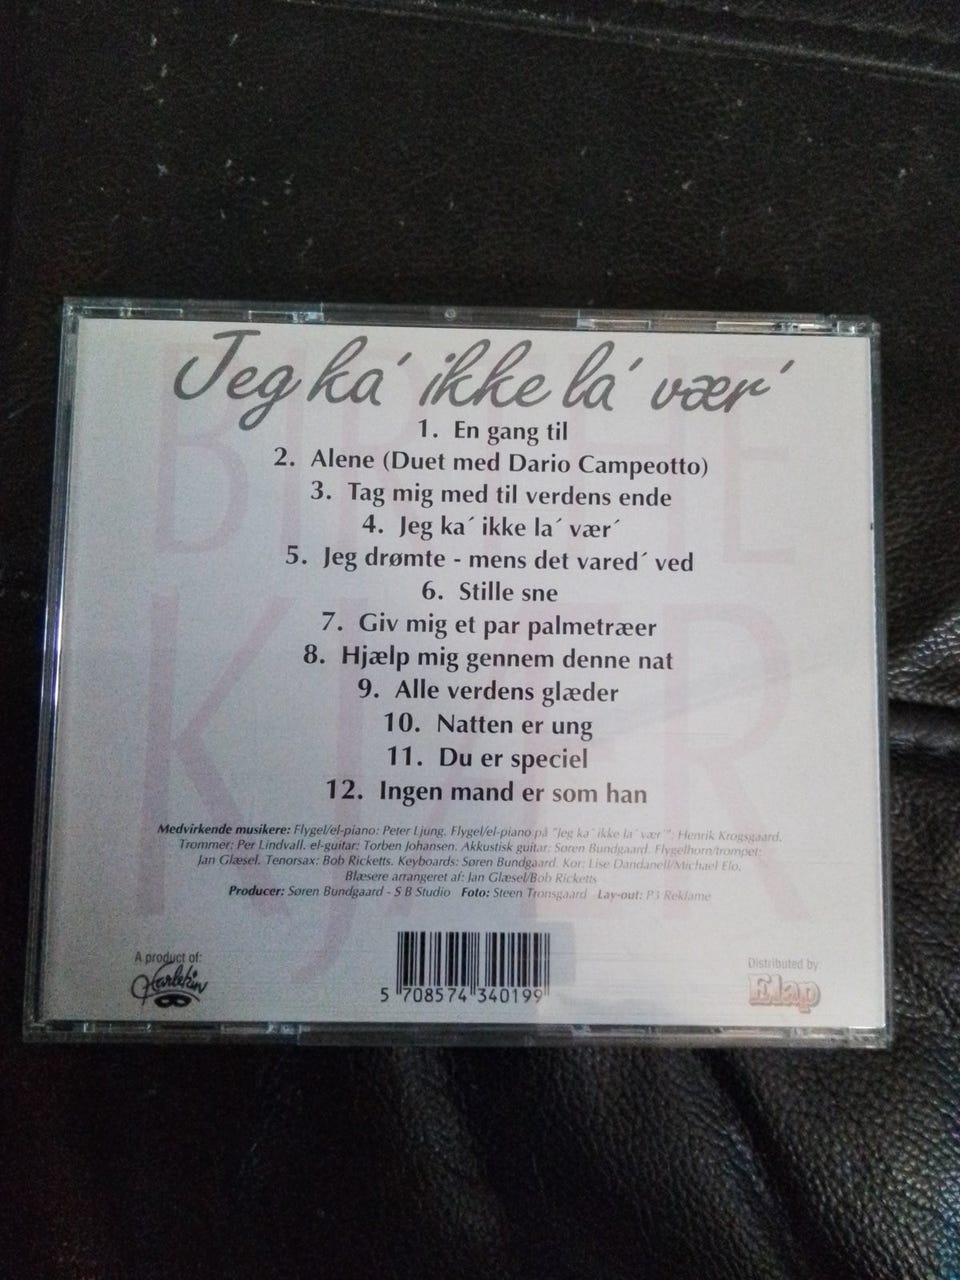 BIRTHE
KJÆR
Jeg ka´ ikke la´ vær´
1. En gang til
2. Alene (Duet med Dario Campeotto)
3. Tag mig med til verdens ende
4. Jeg ka´ ikke la´ vær´
5. Jeg drømte - mens det vared´ ved
6. Stille sne
7. Giv mig et par palmetræer
8. Hjælp mig gennem denne nat
9. Alle verdens glæder
10. Natten er ung
11. Du er speciel
12. Ingen mand er som han
Medvirkende musikere: Flygel/el-piano: Peter Ljung. Flygel/el-piano på "Jeg ka´ ikke la´ vær´": Henrik Krogsgaard.
Trommer: Per Lindvall. el-guitar: Torben Johansen. Akkustisk guitar: Søren Bundgaard. Flygelhorn/trompet:
Jan Glæsel. Tenorsax: Bob Ricketts. Keyboards: Søren Bundgaard. Kor: Lise Dandanell/Michael Elo.
Blæsere arrangeret af: Jan Glæsel/Bob Ricketts
Producer: Søren Bundgaard - S B Studio Foto: Steen Tronsgaard Lay-out: P3 Reklame
A product of:
Harlekin
5 708574 340199
Distributed by
Elap